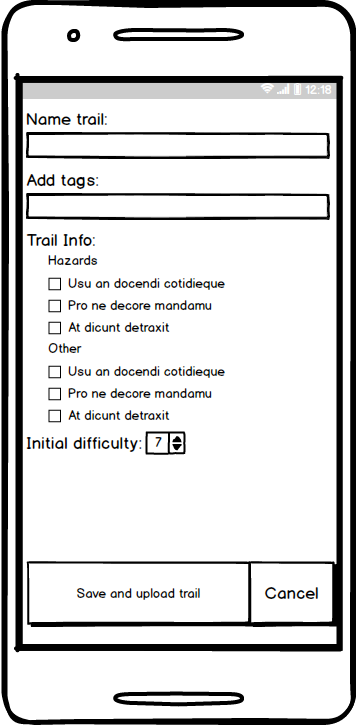 12:18
Name trail:
Add tags:
Trail Info:
Hazards
Usu an docendi cotidieque
Pro ne decore mandamu
At dicunt detraxit
Other
Usu an docendi cotidieque
Pro ne decore mandamu
At dicunt detraxit
Initial difficulty: 7
Save and upload trail Cancel